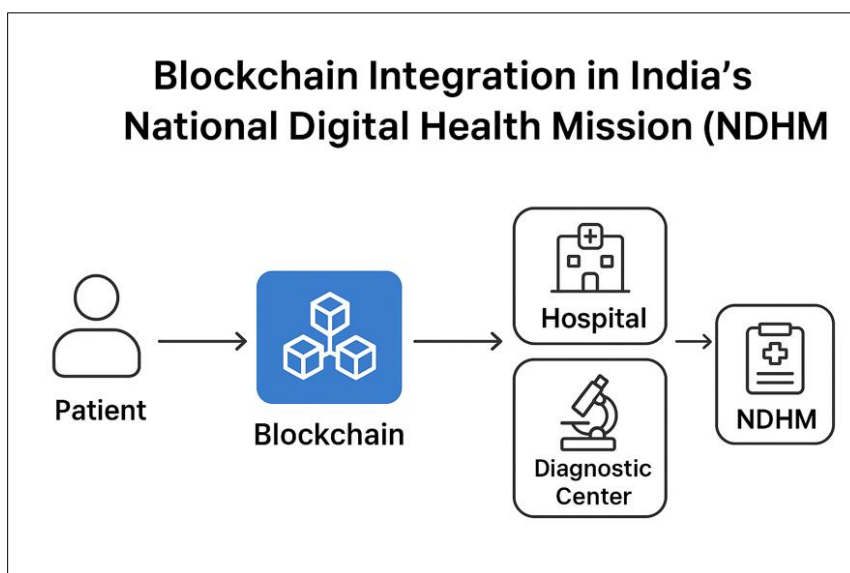 Blockchain Integration in India's
National Digital Health Mission (NDHM
Patient
Blockchain
Hospital
Diagnostic
Center
NDHM